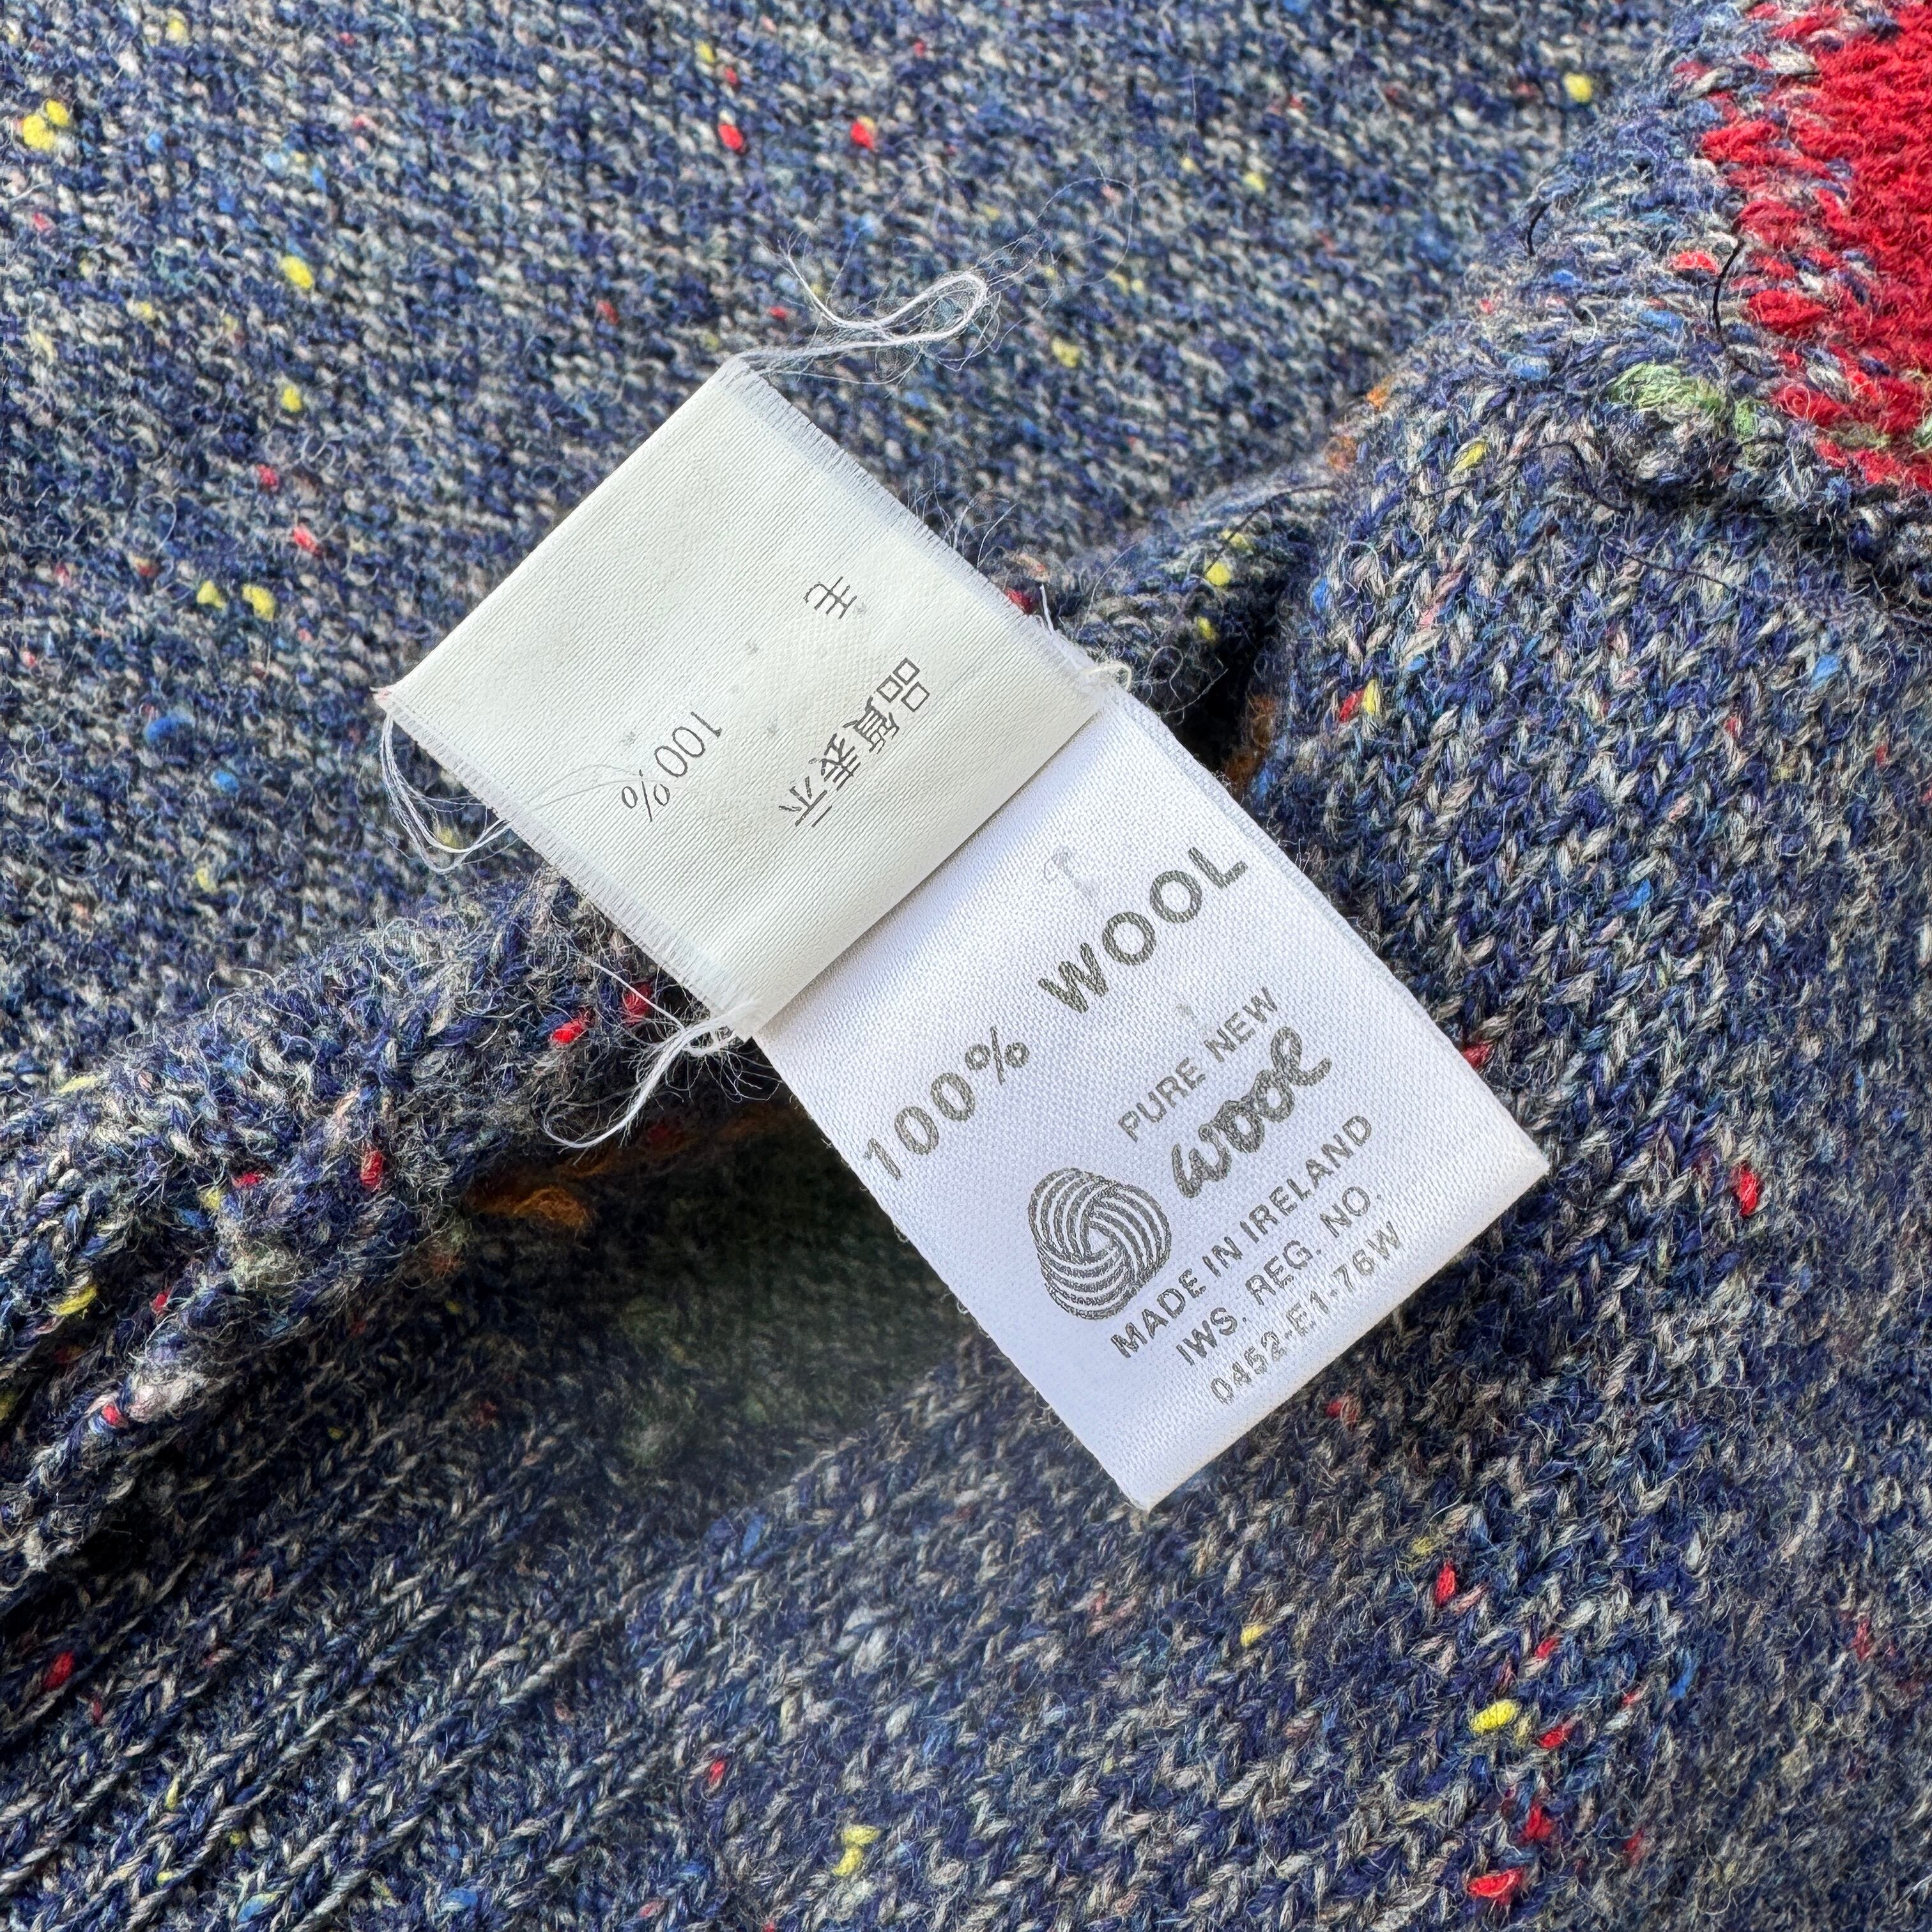 品質表示
毛
100%
100% WOOL
PURE NEW
wool
MADE IN IRELAND
IWS. REG. NO.
0452-E1-76W